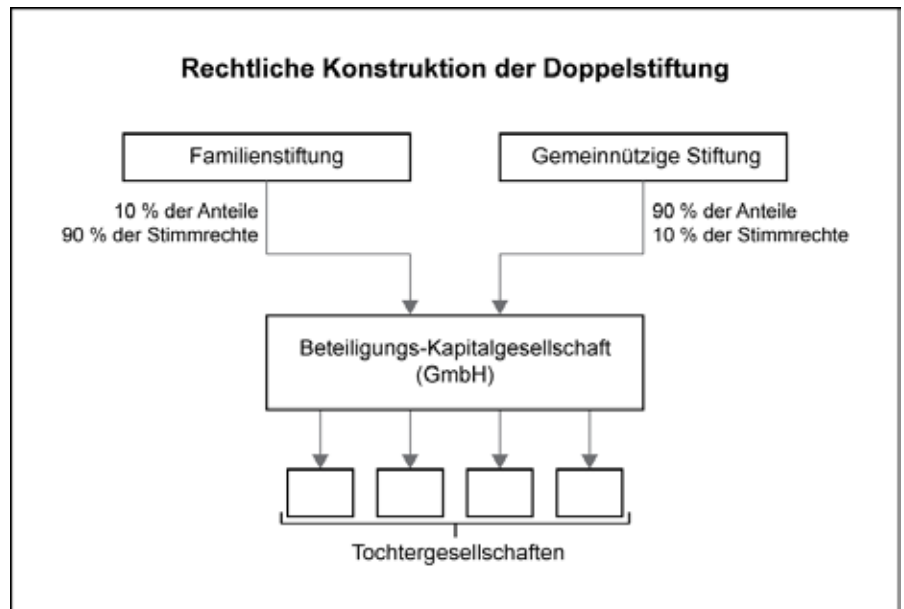 Rechtliche Konstruktion der Doppelstiftung
Familienstiftung
Gemeinnützige Stiftung
10 % der Anteile
90 % der Stimmrechte
90 % der Anteile
10 % der Stimmrechte
Beteiligungs-Kapitalgesellschaft
(GmbH)
Tochtergesellschaften